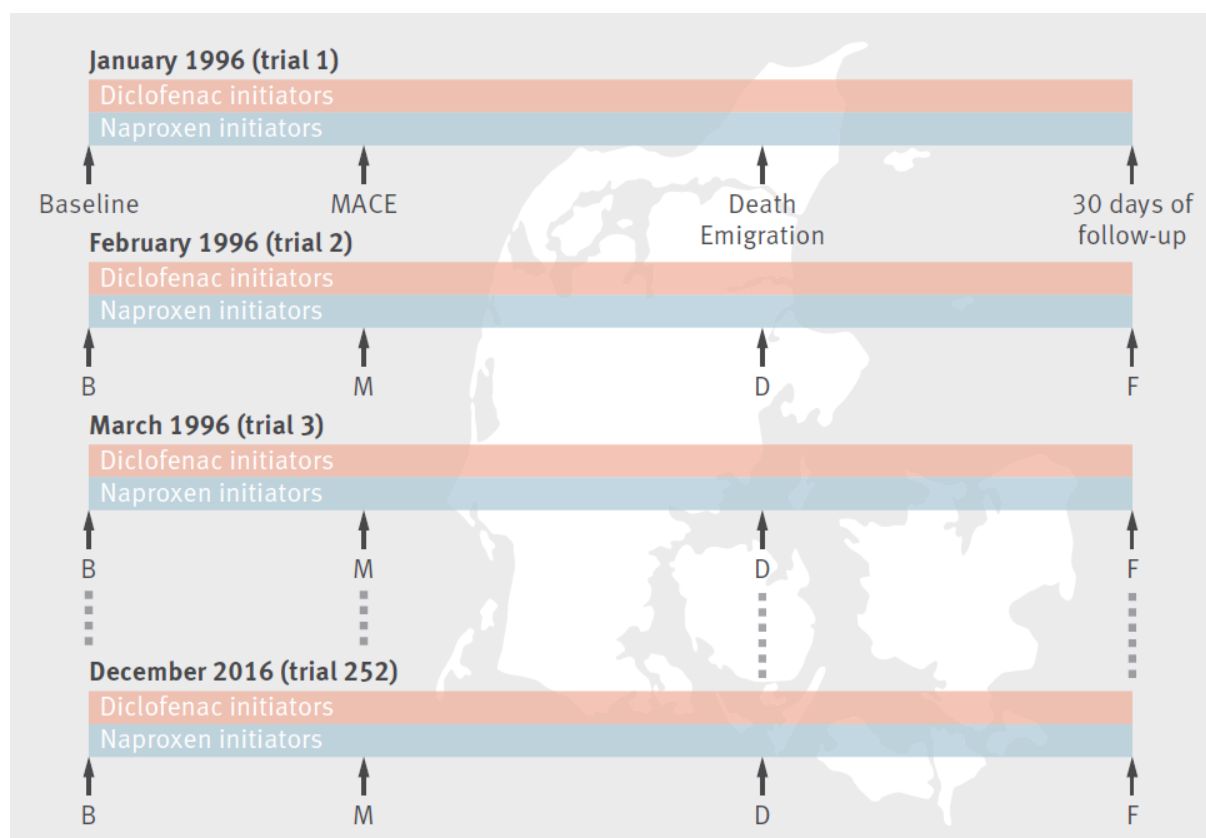 January 1996 (trial 1)
Diclofenac initiators
Naproxen initiators
Baseline
MACE
Death
Emigration
30 days of
follow-up
February 1996 (trial 2)
Diclofenac initiators
Naproxen initiators
B
M
D
F
March 1996 (trial 3)
Diclofenac initiators
Naproxen initiators
B
M
D
F
December 2016 (trial 252)
Diclofenac initiators
Naproxen initiators
B
M
D
F